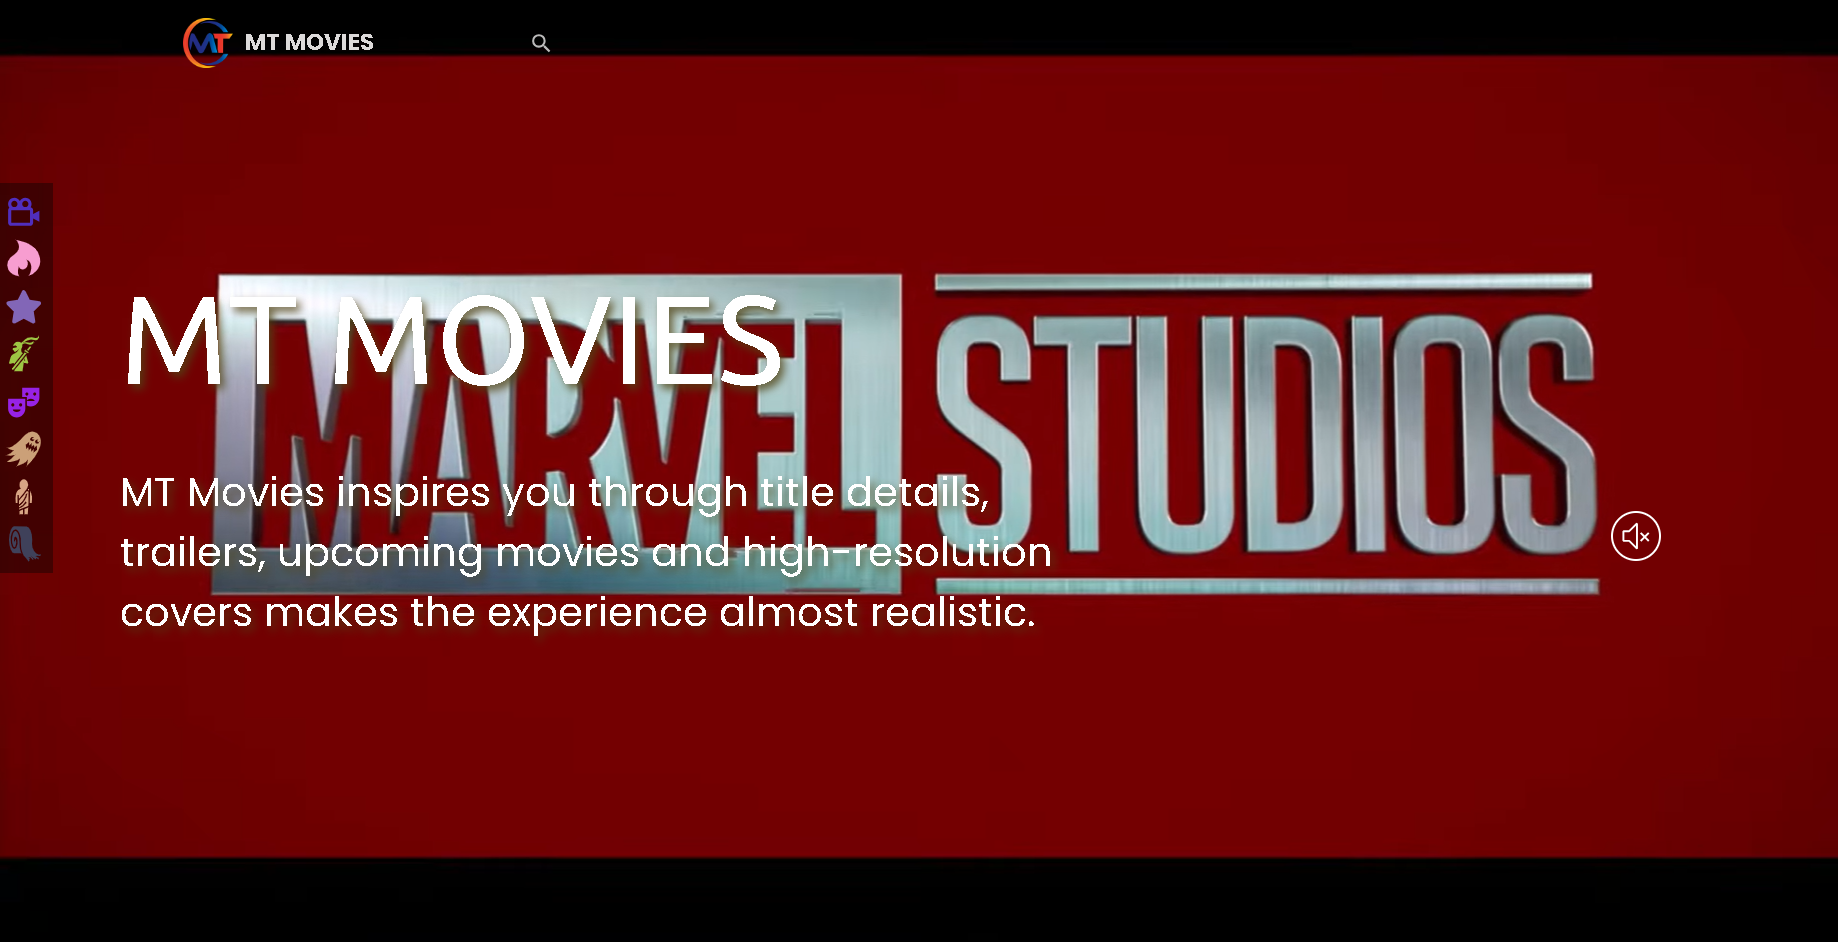 MT MT MOVIES
MT MOVIES
MARVEL STUDIOS
MT Movies inspires you through title details,
trailers, upcoming movies and high-resolution
covers makes the experience almost realistic.